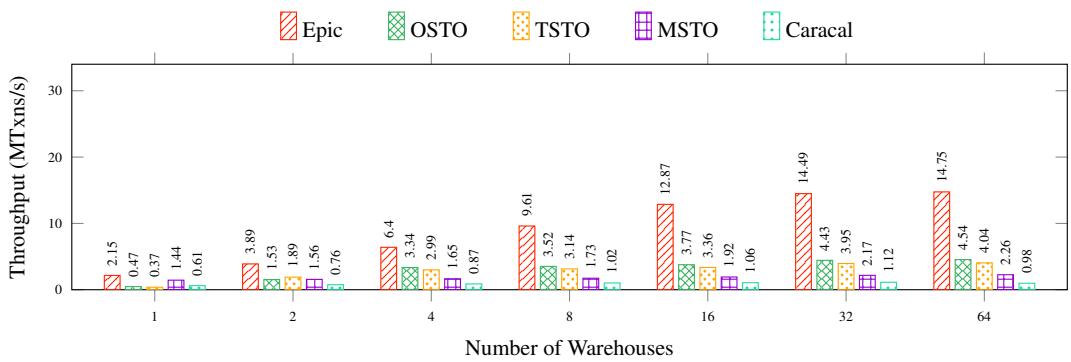 Epic OSTO TSTO MSTO Caracal
Throughput (MTxns/s)
30
20
10
0
2.15 0.47 0.37 1.44 0.61
3.89 1.53 1.89 1.56 0.76
6.4 3.34 2.99 1.65 0.87
9.61 3.52 3.14 1.73 1.02
12.87 3.77 3.36 1.92 1.06
14.49 4.43 3.95 2.17 1.12
14.75 4.54 4.04 2.26 0.98
1 2 4 8 16 32 64
Number of Warehouses